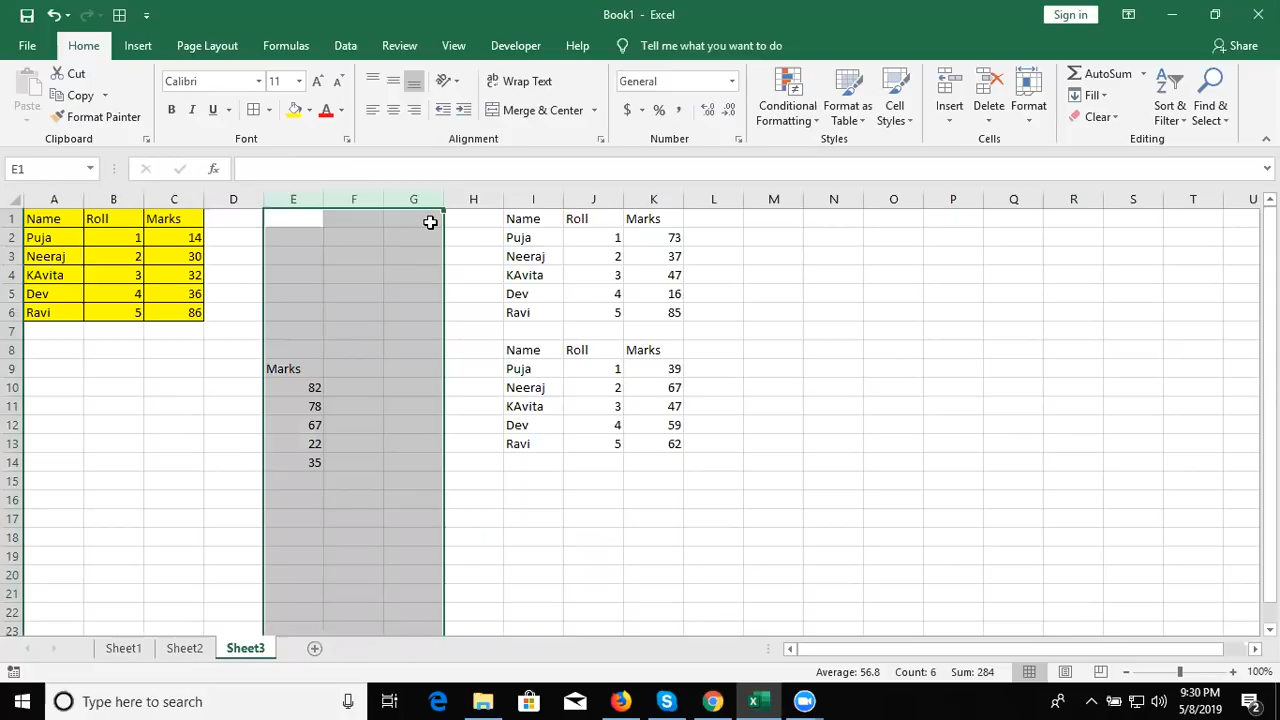 Book1 - Excel
Sign in
File Home Insert Page Layout Formulas Data Review View Developer Help Tell me what you want to do Share
Paste
Cut
Copy
Format Painter
Clipboard
Calibri 11
B I U
Font
Wrap Text
Merge & Center
Alignment
General
$ % ,
Number
Conditional Formatting
Format as Table
Cell Styles
Styles
Insert Delete Format
Cells
AutoSum
Fill
Clear
Sort & Filter
Find & Select
Editing
E1
fx
A B C D E F G H I J K L M N O P Q R S T U
1 Name Roll Marks Name Roll Marks
2 Puja 1 14 Puja 1 73
3 Neeraj 2 30 Neeraj 2 37
4 KAvita 3 32 KAvita 3 47
5 Dev 4 36 Dev 4 16
6 Ravi 5 86 Ravi 5 85
7
8 Name Roll Marks
9 Marks Puja 1 39
10 82 Neeraj 2 67
11 78 KAvita 3 47
12 67 Dev 4 59
13 22 Ravi 5 62
14 35
15
16
17
18
19
20
21
22
23
Sheet1 Sheet2 Sheet3
Average: 56.8 Count: 6 Sum: 284 100%
Type here to search
9:30 PM
5/8/2019
2